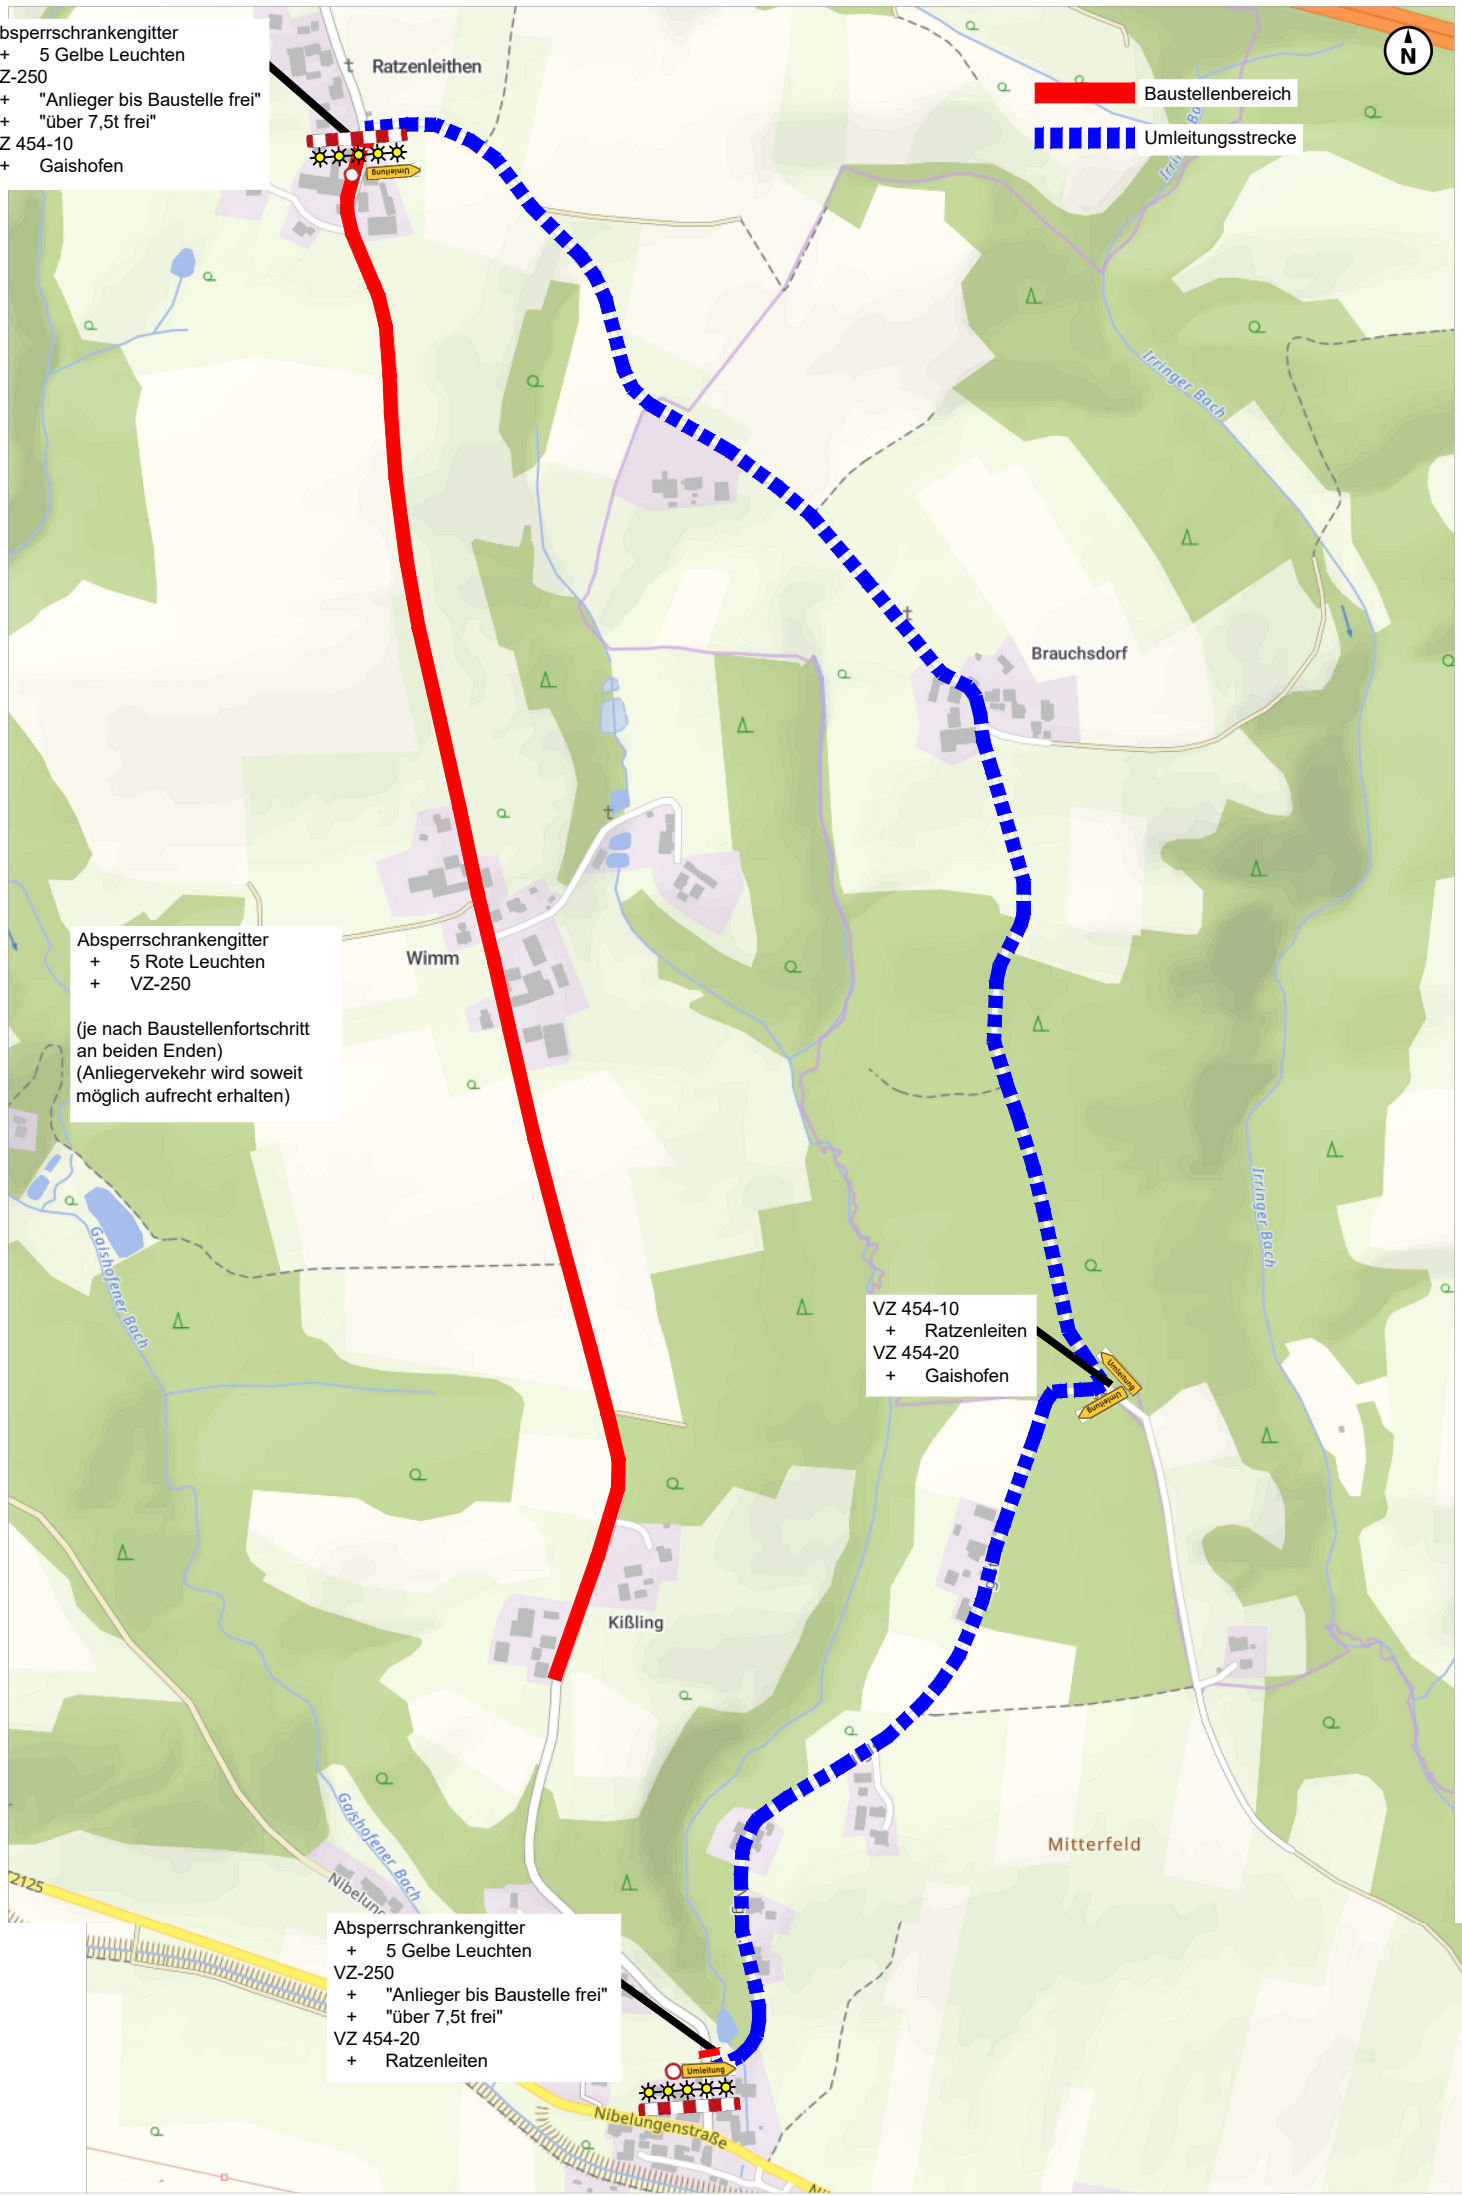 bsperrschrankengitter
+ 5 Gelbe Leuchten
Z-250
+ "Anlieger bis Baustelle frei"
+ "über 7,5t frei"
Z 454-10
+ Gaishofen
Ratzenleithen
N
Baustellenbereich
Umleitungsstrecke
Umleitung
Irringer Bach
Brauchsdorf
Wimm
Absperrschrankengitter
+ 5 Rote Leuchten
+ VZ-250
(je nach Baustellenfortschritt
an beiden Enden)
(Anliegervekehr wird soweit
möglich aufrecht erhalten)
Gaishofener Bach
Irringer Bach
VZ 454-10
+ Ratzenleiten
VZ 454-20
+ Gaishofen
Umleitung
Umleitung
Kißling
Gaishofener Bach
Mitterfeld
2125
Nibelung
Absperrschrankengitter
+ 5 Gelbe Leuchten
VZ-250
+ "Anlieger bis Baustelle frei"
+ "über 7,5t frei"
VZ 454-20
+ Ratzenleiten
Umleitung
Nibelungenstraße